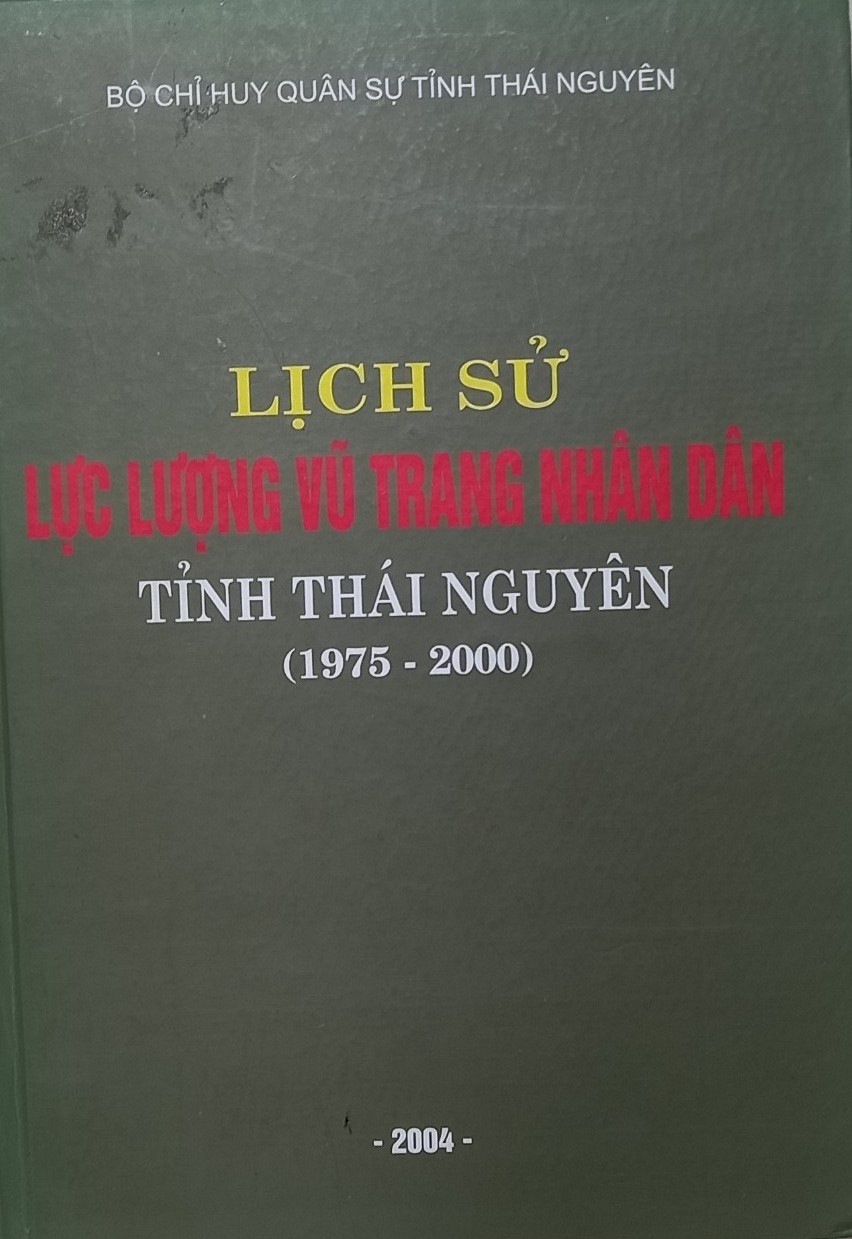 BỘ CHỈ HUY QUÂN SỰ TỈNH THÁI NGUYÊN
LỊCH SỬ
LỰC LƯỢNG VŨ TRANG NHÂN DÂN
TỈNH THÁI NGUYÊN
(1975 - 2000)
- 2004 -